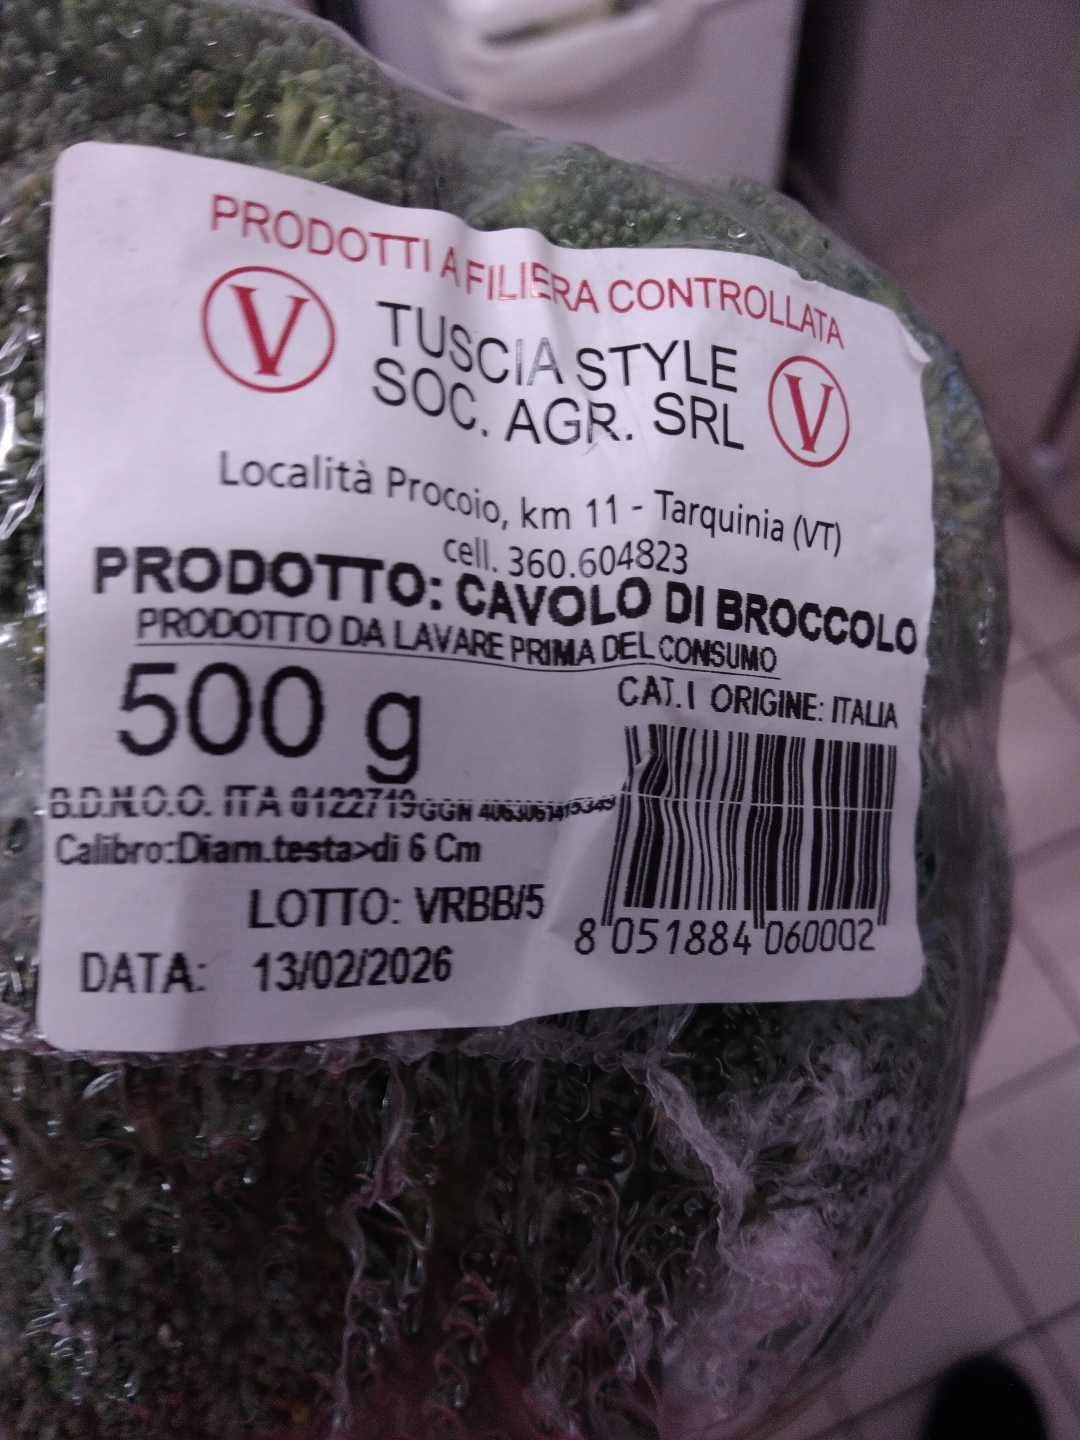 PRODOTTI A FILIERA CONTROLLATA
V TUSCIA STYLE V
SOC. AGR. SRL
Località Procoio, km 11 - Tarquinia (VT)
cell. 360.604823
PRODOTTO: CAVOLO DI BROCCOLO
PRODOTTO DA LAVARE PRIMA DEL CONSUMO
500 g
CAT.I ORIGINE: ITALIA
B.D.N.O.O. ITA 0122719 GGN 4063061415349
Calibro:Diam.testa>di 6 Cm
LOTTO: VRBB/5
DATA: 13/02/2026
8 051884 060002